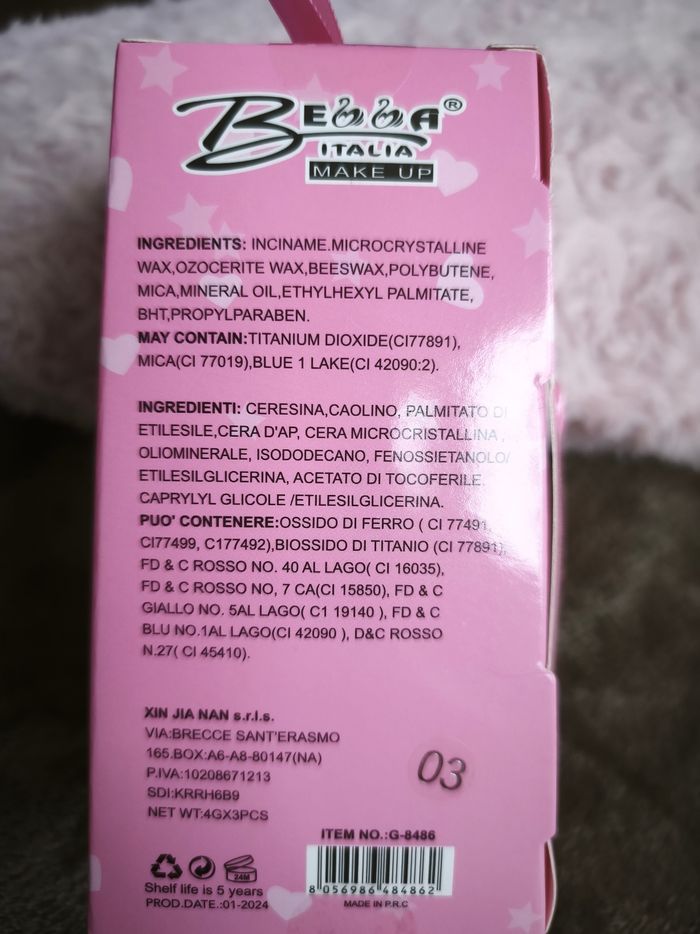 BELLA®
ITALIA
MAKE UP
INGREDIENTS: INCINAME.MICROCRYSTALLINE
WAX,OZOCERITE WAX,BEESWAX,POLYBUTENE,
MICA,MINERAL OIL,ETHYLHEXYL PALMITATE,
BHT,PROPYLPARABEN.
MAY CONTAIN:TITANIUM DIOXIDE(CI77891),
MICA(CI 77019),BLUE 1 LAKE(CI 42090:2).
INGREDIENTI: CERESINA,CAOLINO, PALMITATO DI
ETILESILE,CERA D'AP, CERA MICROCRISTALLINA ,
OLIOMINERALE, ISODODECANO, FENOSSIETANOLO/
ETILESILGLICERINA, ACETATO DI TOCOFERILE,
CAPRYLYL GLICOLE /ETILESILGLICERINA.
PUO' CONTENERE:OSSIDO DI FERRO ( CI 77491,
CI77499, C177492),BIOSSIDO DI TITANIO (CI 77891),
FD & C ROSSO NO. 40 AL LAGO( CI 16035),
FD & C ROSSO NO, 7 CA(CI 15850), FD & C
GIALLO NO. 5AL LAGO( C1 19140 ), FD & C
BLU NO.1AL LAGO(CI 42090 ), D&C ROSSO
N.27( CI 45410).
XIN JIA NAN s.r.l.s.
VIA:BRECCE SANT'ERASMO
165.BOX:A6-A8-80147(NA)
P.IVA:10208671213
SDI:KRRH6B9
NET WT:4GX3PCS
03
ITEM NO.:G-8486
24M
Shelf life is 5 years
PROD.DATE.:01-2024
8 056986 484862
MADE IN P.R.C